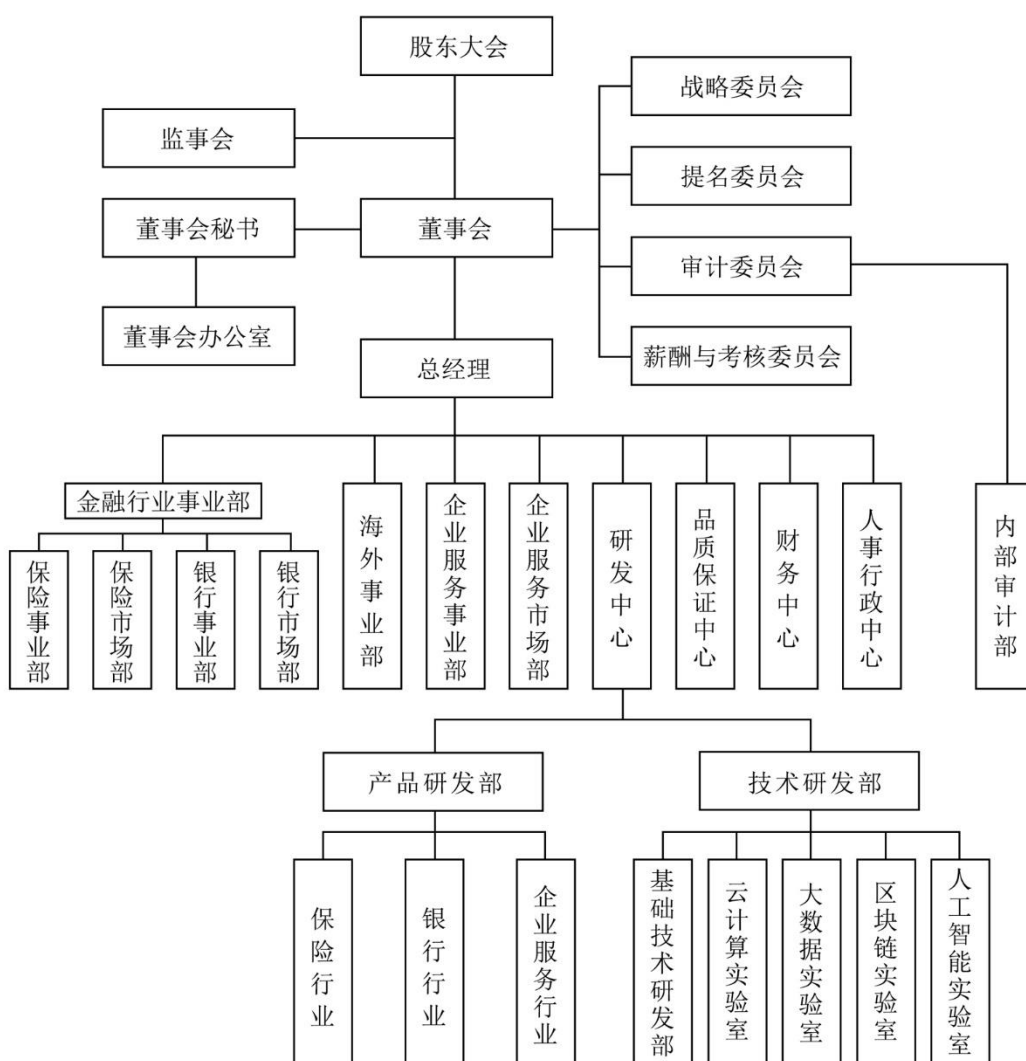 股东大会
战略委员会
监事会
提名委员会
董事会秘书
董事会
审计委员会
董事会办公室
总经理
薪酬与考核委员会
金融行业事业部
海外事业部
企业服务事业部
企业服务市场部
研发中心
品质保证中心
财务中心
人事行政中心
内部审计部
保险事业部
保险市场部
银行事业部
银行市场部
产品研发部
技术研发部
保险行业
银行行业
企业服务行业
基础技术研发部
云计算实验室
大数据实验室
区块链实验室
人工智能实验室